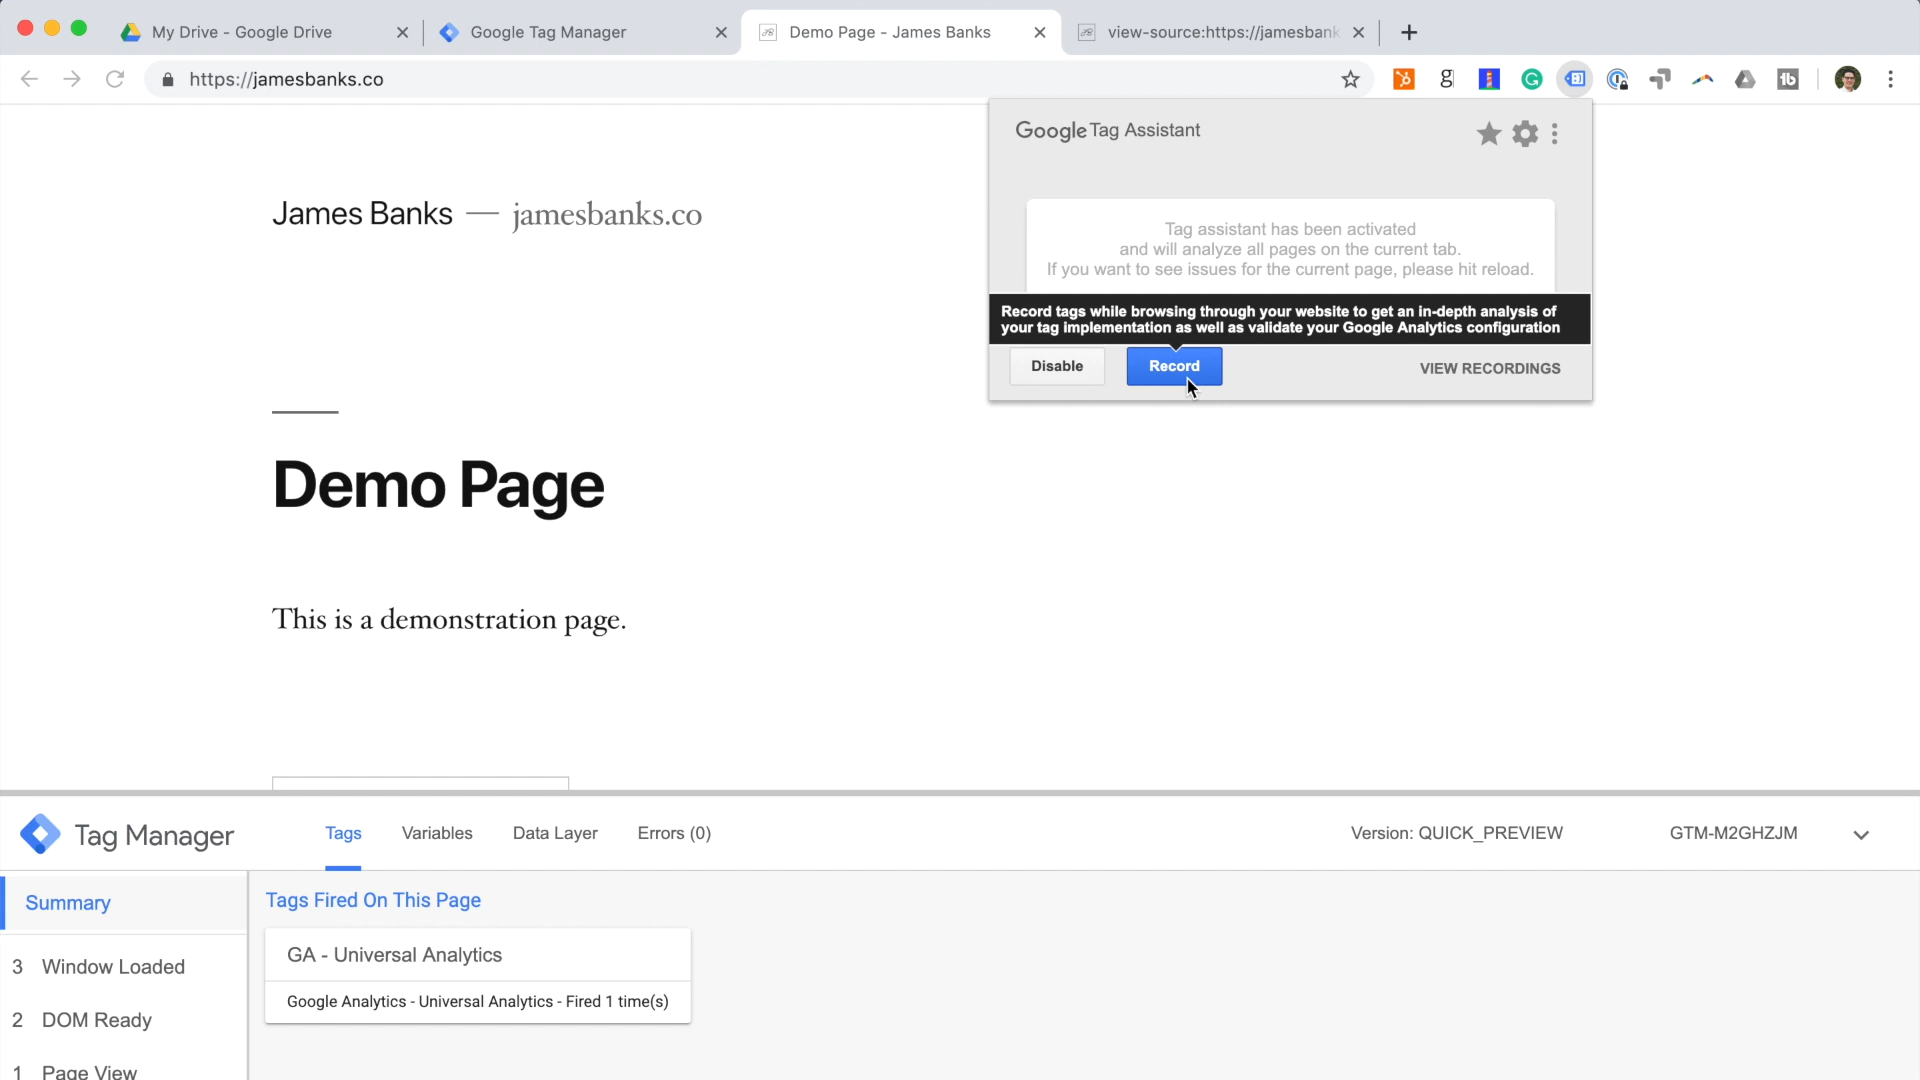 My Drive - Google Drive
Google Tag Manager
Demo Page - James Banks
view-source:https://jamesbank
https://jamesbanks.co
Google Tag Assistant
Tag assistant has been activated
and will analyze all pages on the current tab.
If you want to see issues for the current page, please hit reload.
Record tags while browsing through your website to get an in-depth analysis of
your tag implementation as well as validate your Google Analytics configuration
Disable
Record
VIEW RECORDINGS
James Banks — jamesbanks.co
Demo Page
This is a demonstration page.
Tag Manager
Tags
Variables
Data Layer
Errors (0)
Version: QUICK_PREVIEW
GTM-M2GHZJM
Summary
3 Window Loaded
2 DOM Ready
1 Page View
Tags Fired On This Page
GA - Universal Analytics
Google Analytics - Universal Analytics - Fired 1 time(s)